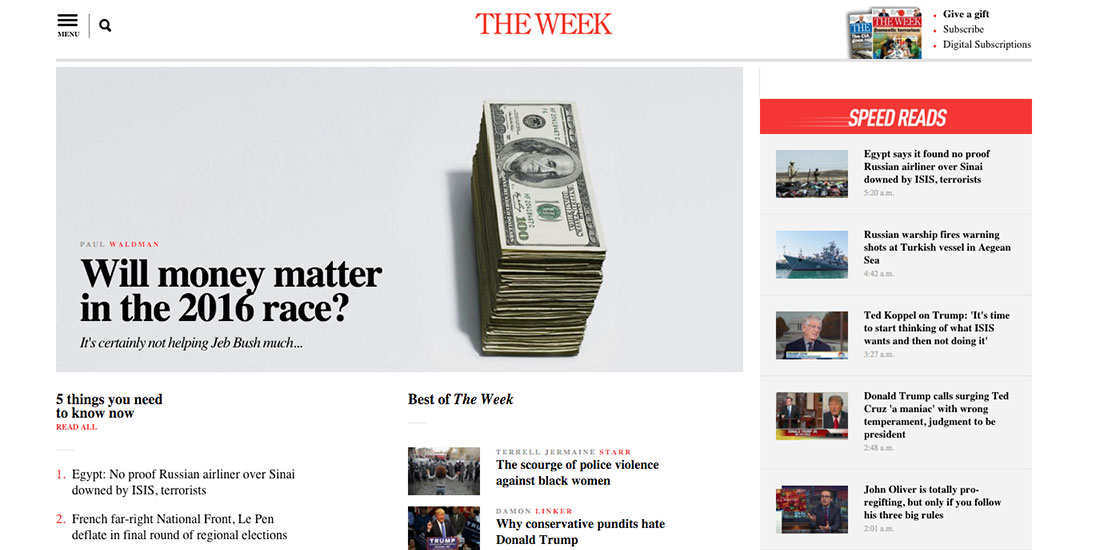 MENU
THE WEEK
THE WEEK
Domestic terrorism
Give a gift
Subscribe
Digital Subscriptions
PAUL WALDMAN
Will money matter
in the 2016 race?
It's certainly not helping Jeb Bush much...
100
5 things you need
to know now
READ ALL
1. Egypt: No proof Russian airliner over Sinai
downed by ISIS, terrorists
2. French far-right National Front, Le Pen
deflate in final round of regional elections
Best of The Week
TERRELL JERMAINE STARR
The scourge of police violence
against black women
DAMON LINKER
Why conservative pundits hate
Donald Trump
TRUMP
SPEED READS
Egypt says it found no proof
Russian airliner over Sinai
downed by ISIS, terrorists
5:20 a.m.
Russian warship fires warning
shots at Turkish vessel in Aegean
Sea
4:42 a.m.
Ted Koppel on Trump: 'It's time
to start thinking of what ISIS
wants and then not doing it'
3:27 a.m.
Donald Trump calls surging Ted
Cruz 'a maniac' with wrong
temperament, judgment to be
president
2:48 a.m.
John Oliver is totally pro-
regifting, but only if you follow
his three big rules
2:01 a.m.